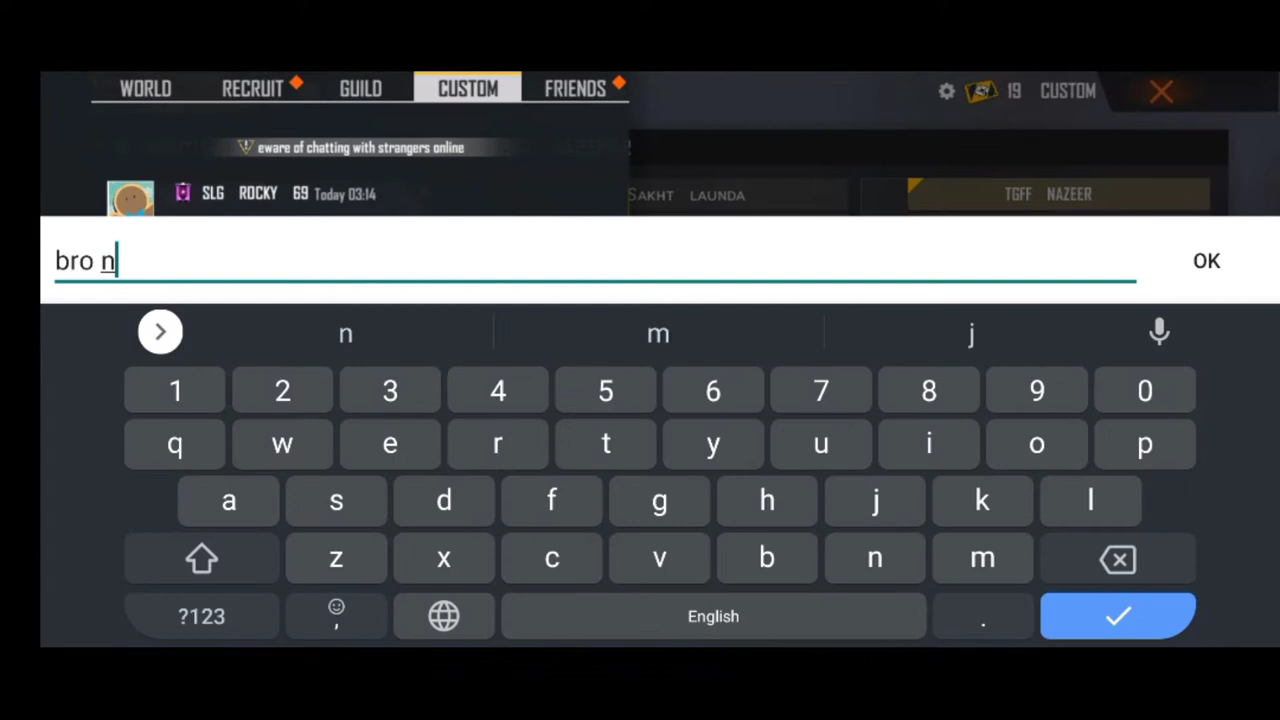 WORLD RECRUIT GUILD CUSTOM FRIENDS 19 CUSTOM
eware of chatting with strangers online
SLG ROCKY 69 Today 03:14
SAKHT LAUNDA TGFF NAZEER
bro n OK
n m j
1 2 3 4 5 6 7 8 9 0
q w e r t y u i o p
a s d f g h j k l
z x c v b n m
?123 , English .